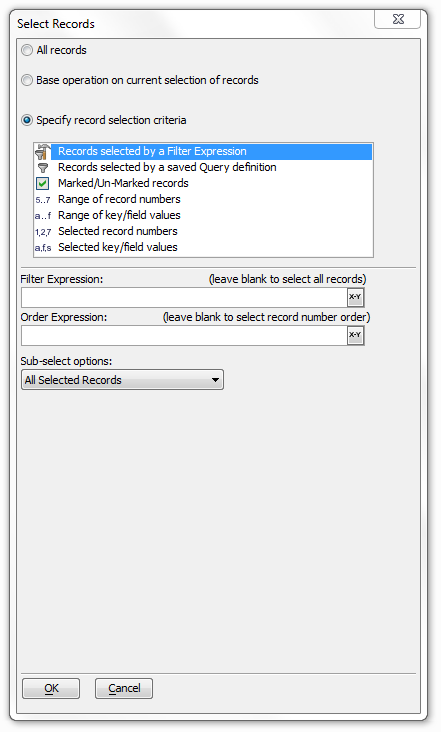 Select Records
All records
Base operation on current selection of records
Specify record selection criteria
Records selected by a Filter Expression
Records selected by a saved Query definition
Marked/Un-Marked records
5..7 Range of record numbers
a..f Range of key/field values
1,2,7 Selected record numbers
a,f,s Selected key/field values
Filter Expression: (leave blank to select all records)
X-Y
Order Expression: (leave blank to select record number order)
X-Y
Sub-select options:
All Selected Records
OK Cancel